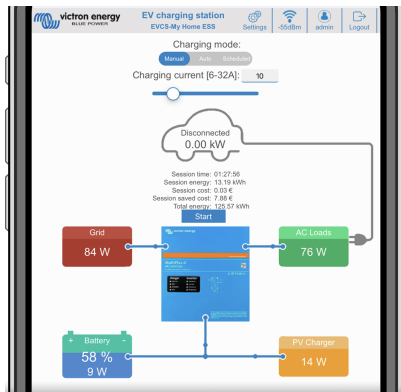 victron energy
BLUE POWER
EV charging station
EVCS-My Home ESS
Settings
-55dBm
admin
Logout
Charging mode:
Manual
Auto
Scheduled
Charging current [6-32A]: 10
Disconnected
0.00 kW
Session time: 01:27:56
Session energy: 13.19 kWh
Session cost: 0.03 €
Session saved cost: 7.88 €
Total energy: 125.57 kWh
Start
Grid
84 W
victron energy
AC Loads
76 W
+ Battery -
58 %
9 W
PV Charger
14 W